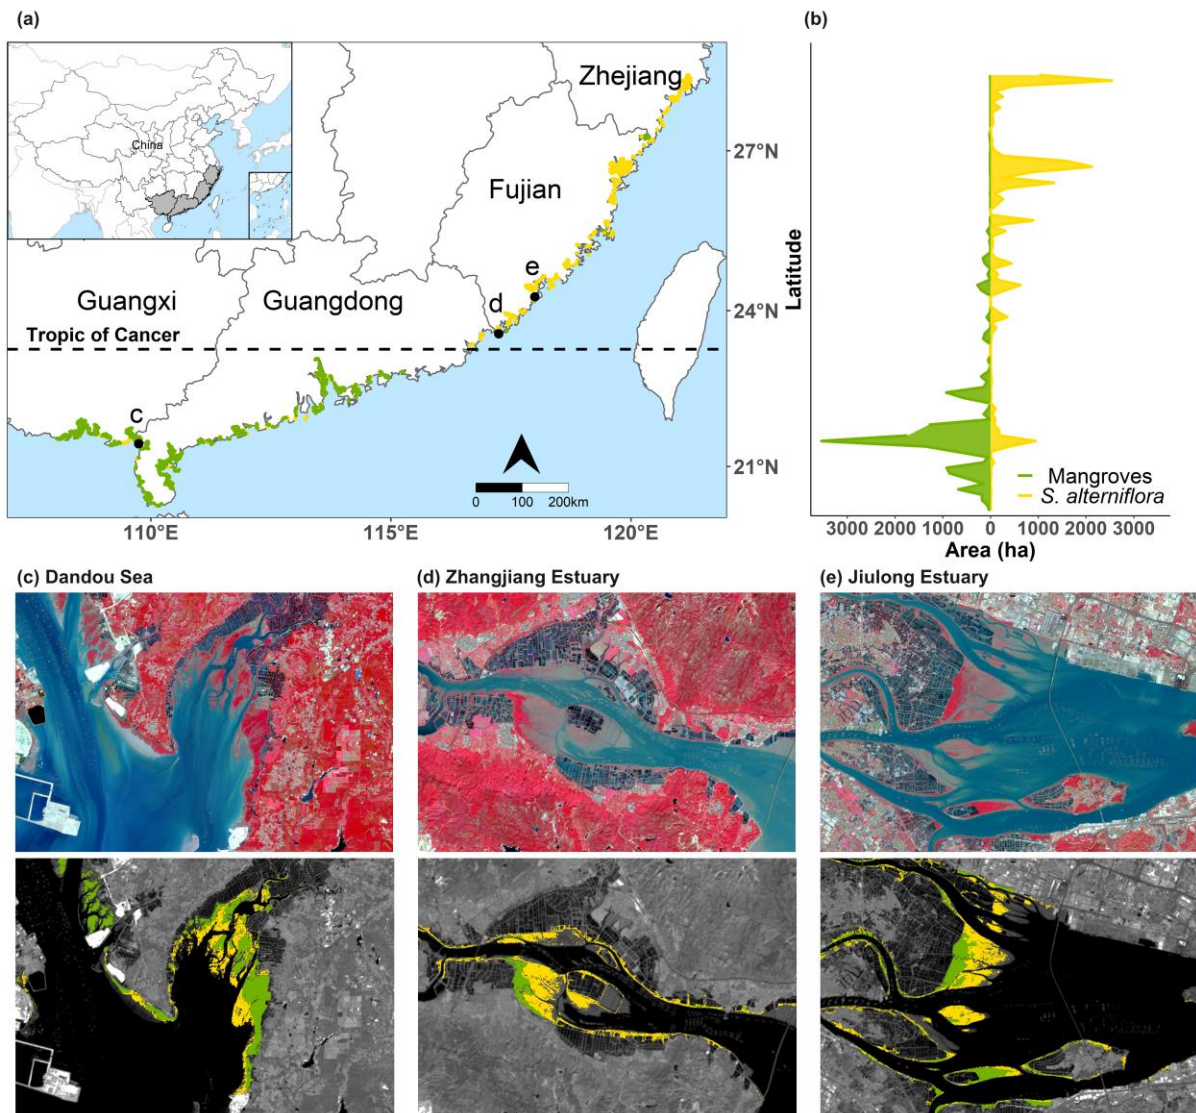 (a)
(b)
China
Zhejiang
Fujian
Guangxi
Guangdong
Tropic of Cancer
c
d
e
27°N
24°N
21°N
0 100 200km
110°E 115°E 120°E
Latitude
Mangroves
S. alterniflora
3000 2000 1000 0 1000 2000 3000
Area (ha)
(c) Dandou Sea
(d) Zhangjiang Estuary
(e) Jiulong Estuary